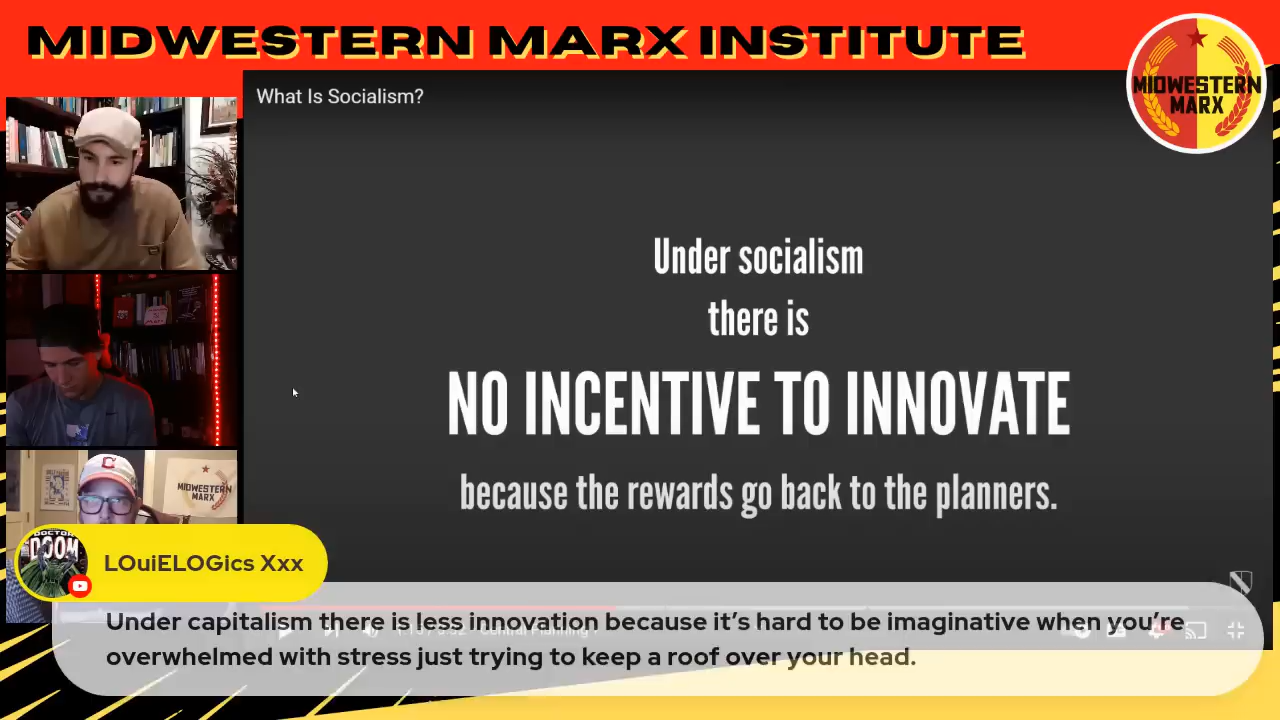 MIDWESTERN MARX INSTITUTE
MIDWESTERN
MARX
What Is Socialism?
Under socialism
there is
NO INCENTIVE TO INNOVATE
because the rewards go back to the planners.
MIDWESTERN
MARX
DOCTOR
DOOM
LOuiELOGics Xxx
Under capitalism there is less innovation because it’s hard to be imaginative when you’re
overwhelmed with stress just trying to keep a roof over your head.
Central Planning